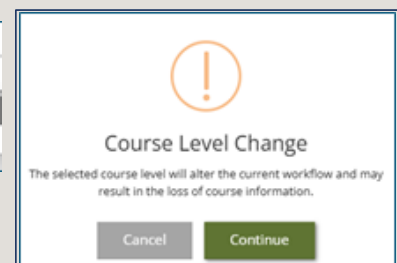 Course Level Change
The selected course level will alter the current workflow and may
result in the loss of course information.
Cancel Continue